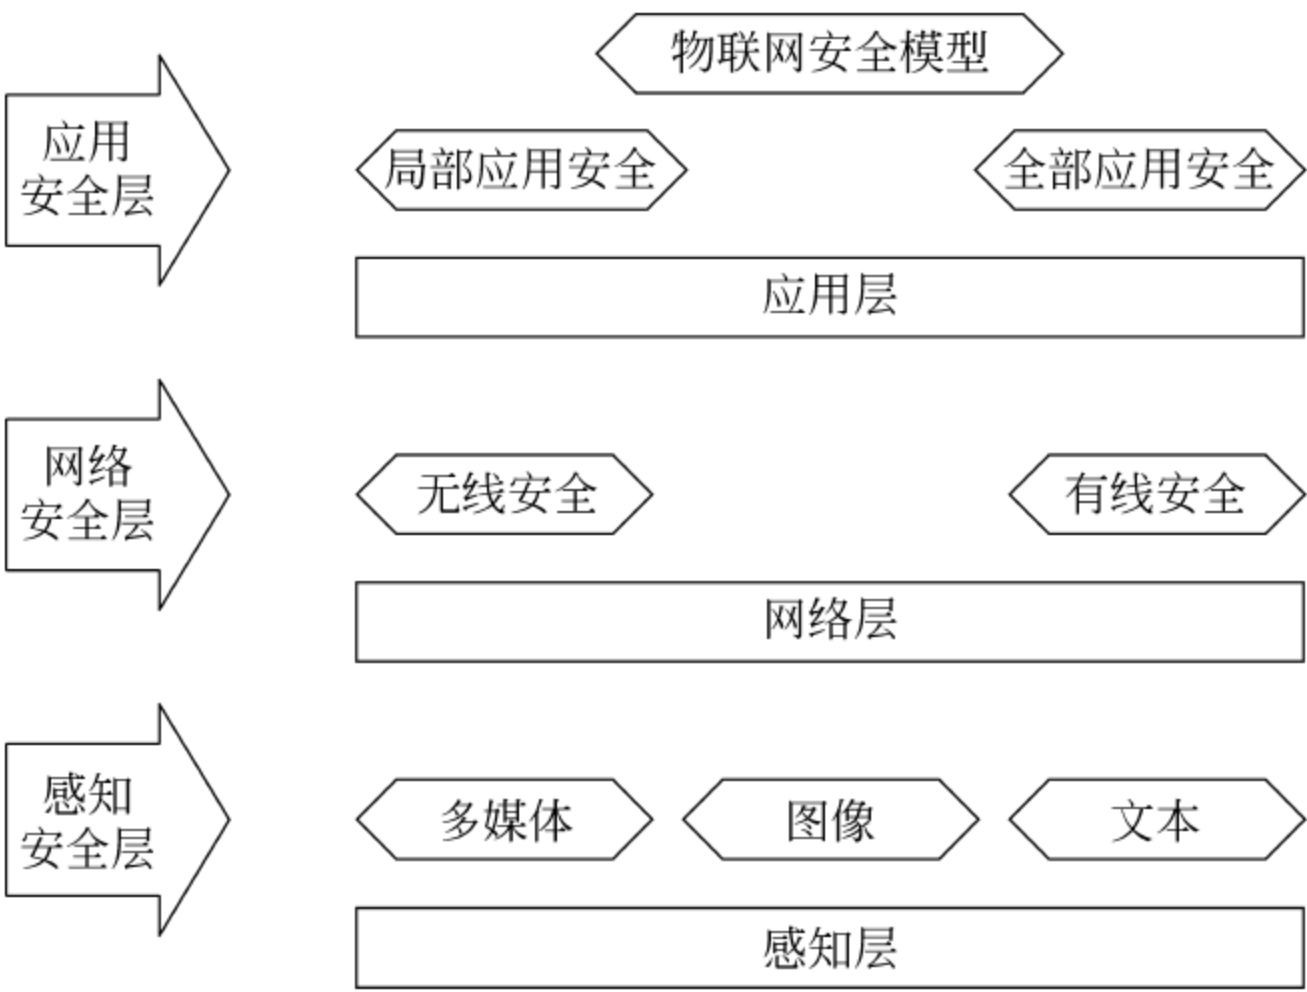 物联网安全模型
应用
安全层
局部应用安全
全部应用安全
应用层
网络
安全层
无线安全
有线安全
网络层
感知
安全层
多媒体
图像
文本
感知层